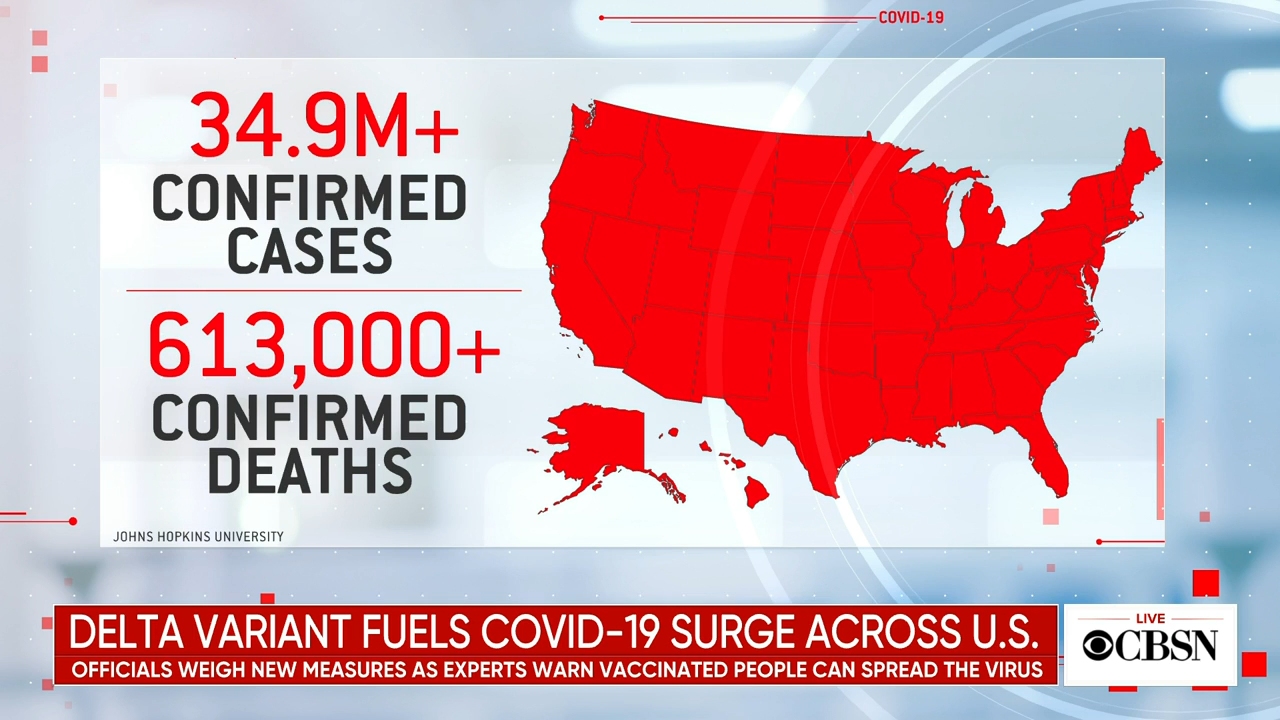 COVID-19
34.9M+
CONFIRMED
CASES
613,000+
CONFIRMED
DEATHS
JOHNS HOPKINS UNIVERSITY
DELTA VARIANT FUELS COVID-19 SURGE ACROSS U.S.
OFFICIALS WEIGH NEW MEASURES AS EXPERTS WARN VACCINATED PEOPLE CAN SPREAD THE VIRUS
LIVE
CBSN